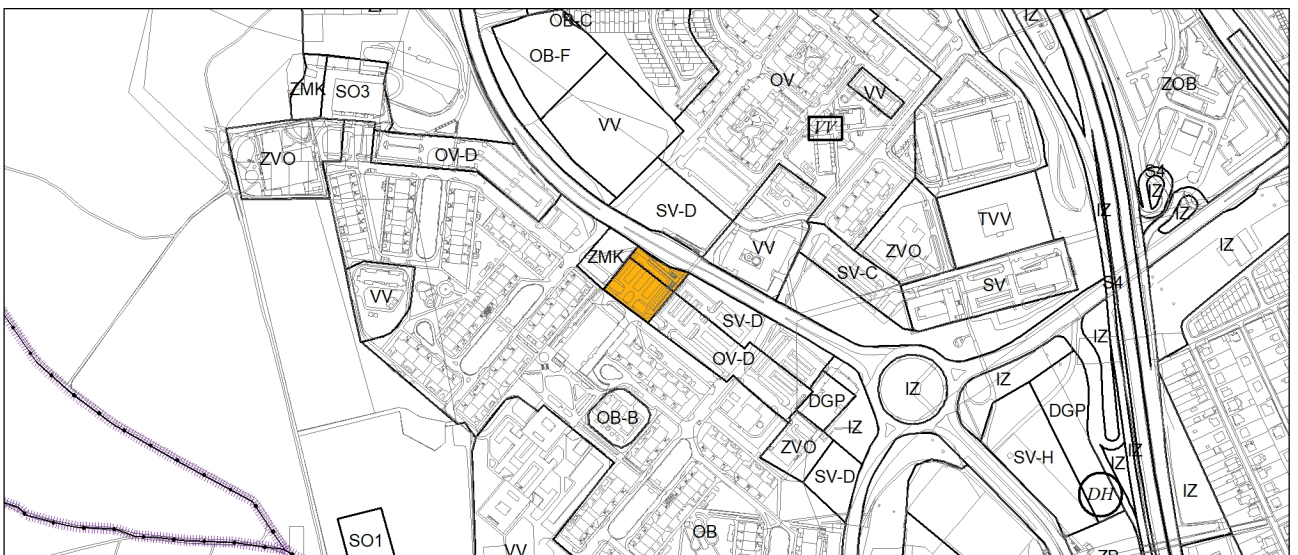 OB-C
IZ
OB-F
OV
ZOB
ZMK
SO3
VV
VV
VV
ZVO
OV-D
S4
IZ
IZ
IZ
SV-D
TVV
ZMK
VV
ZVO
IZ
SV-C
SV
S4
VV
SV-D
IZ
OV-D
IZ
IZ
DGP
DGP
OB-B
IZ
ZVO
SV-D
SV-H
IZ
IZ
DH
IZ
OB
SO1
VV